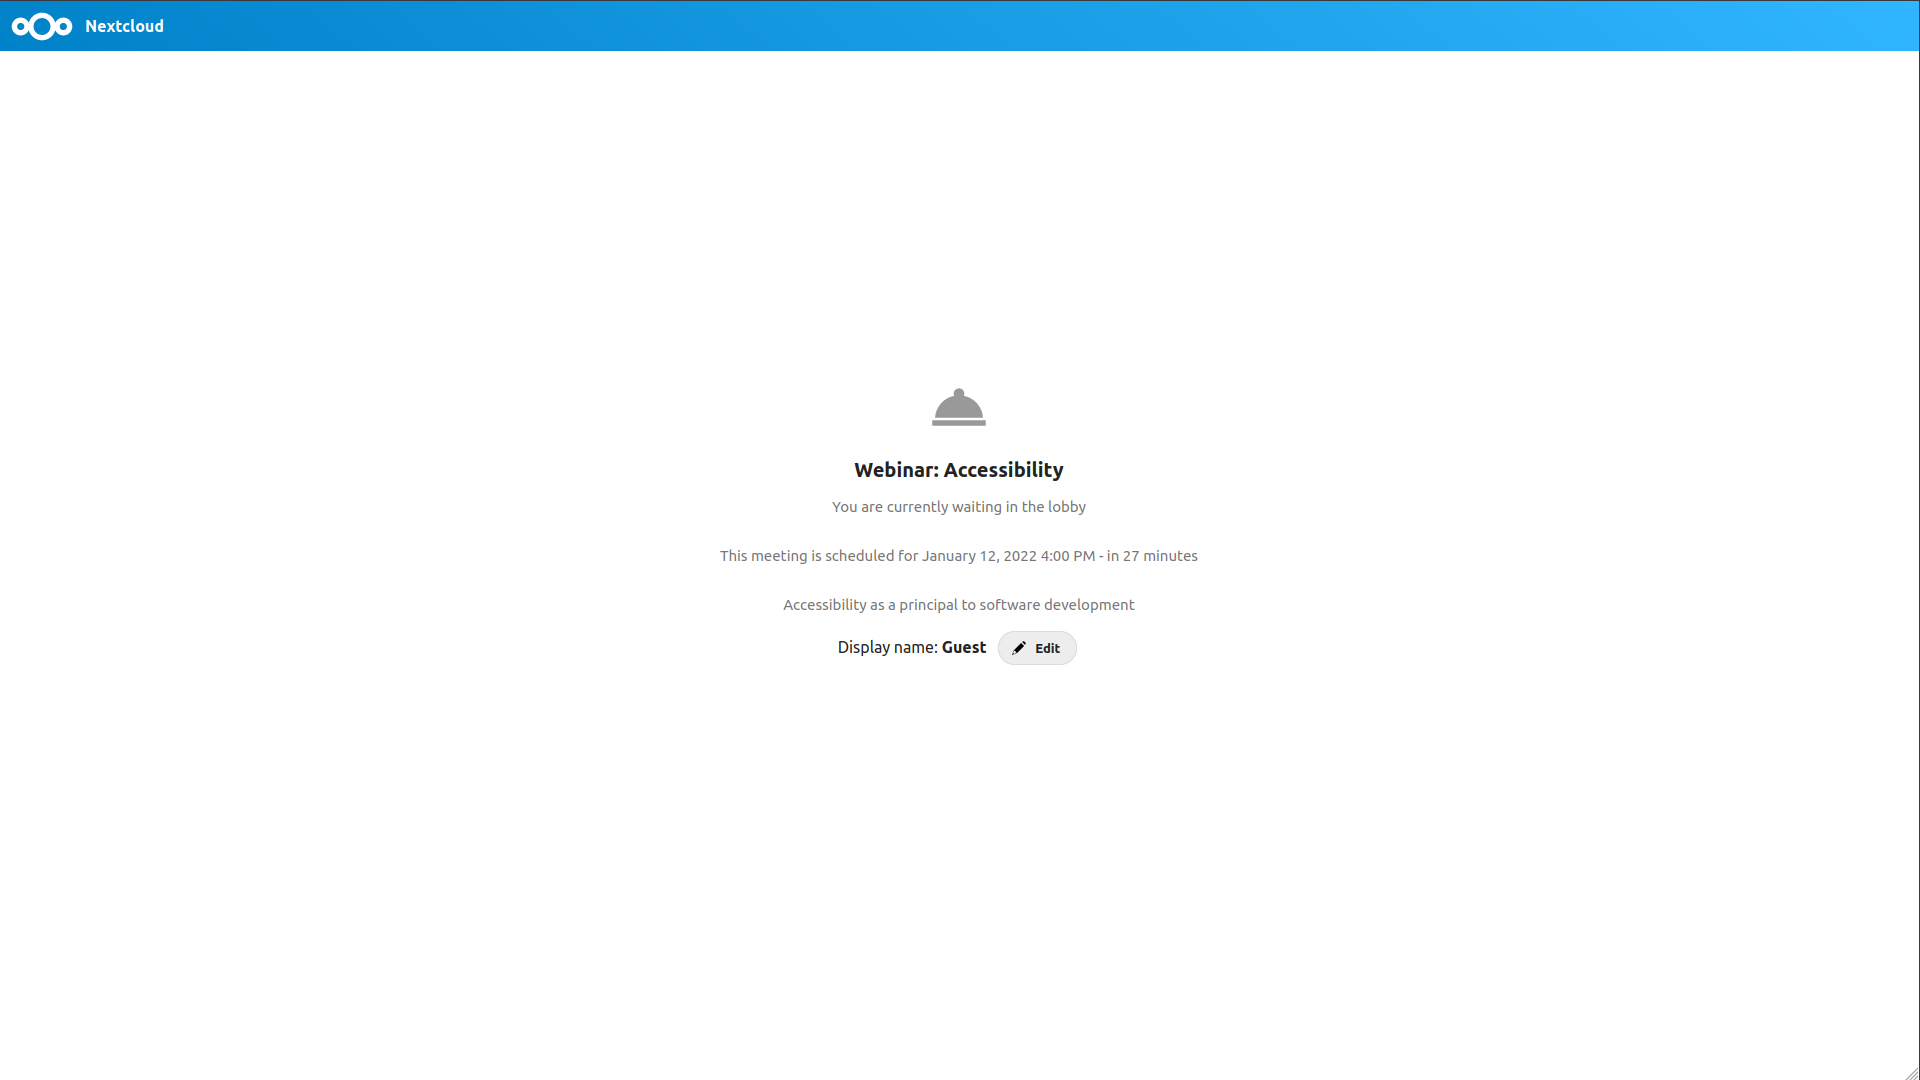 Nextcloud
Webinar: Accessibility
You are currently waiting in the lobby
This meeting is scheduled for January 12, 2022 4:00 PM - in 27 minutes
Accessibility as a principal to software development
Display name: Guest Edit